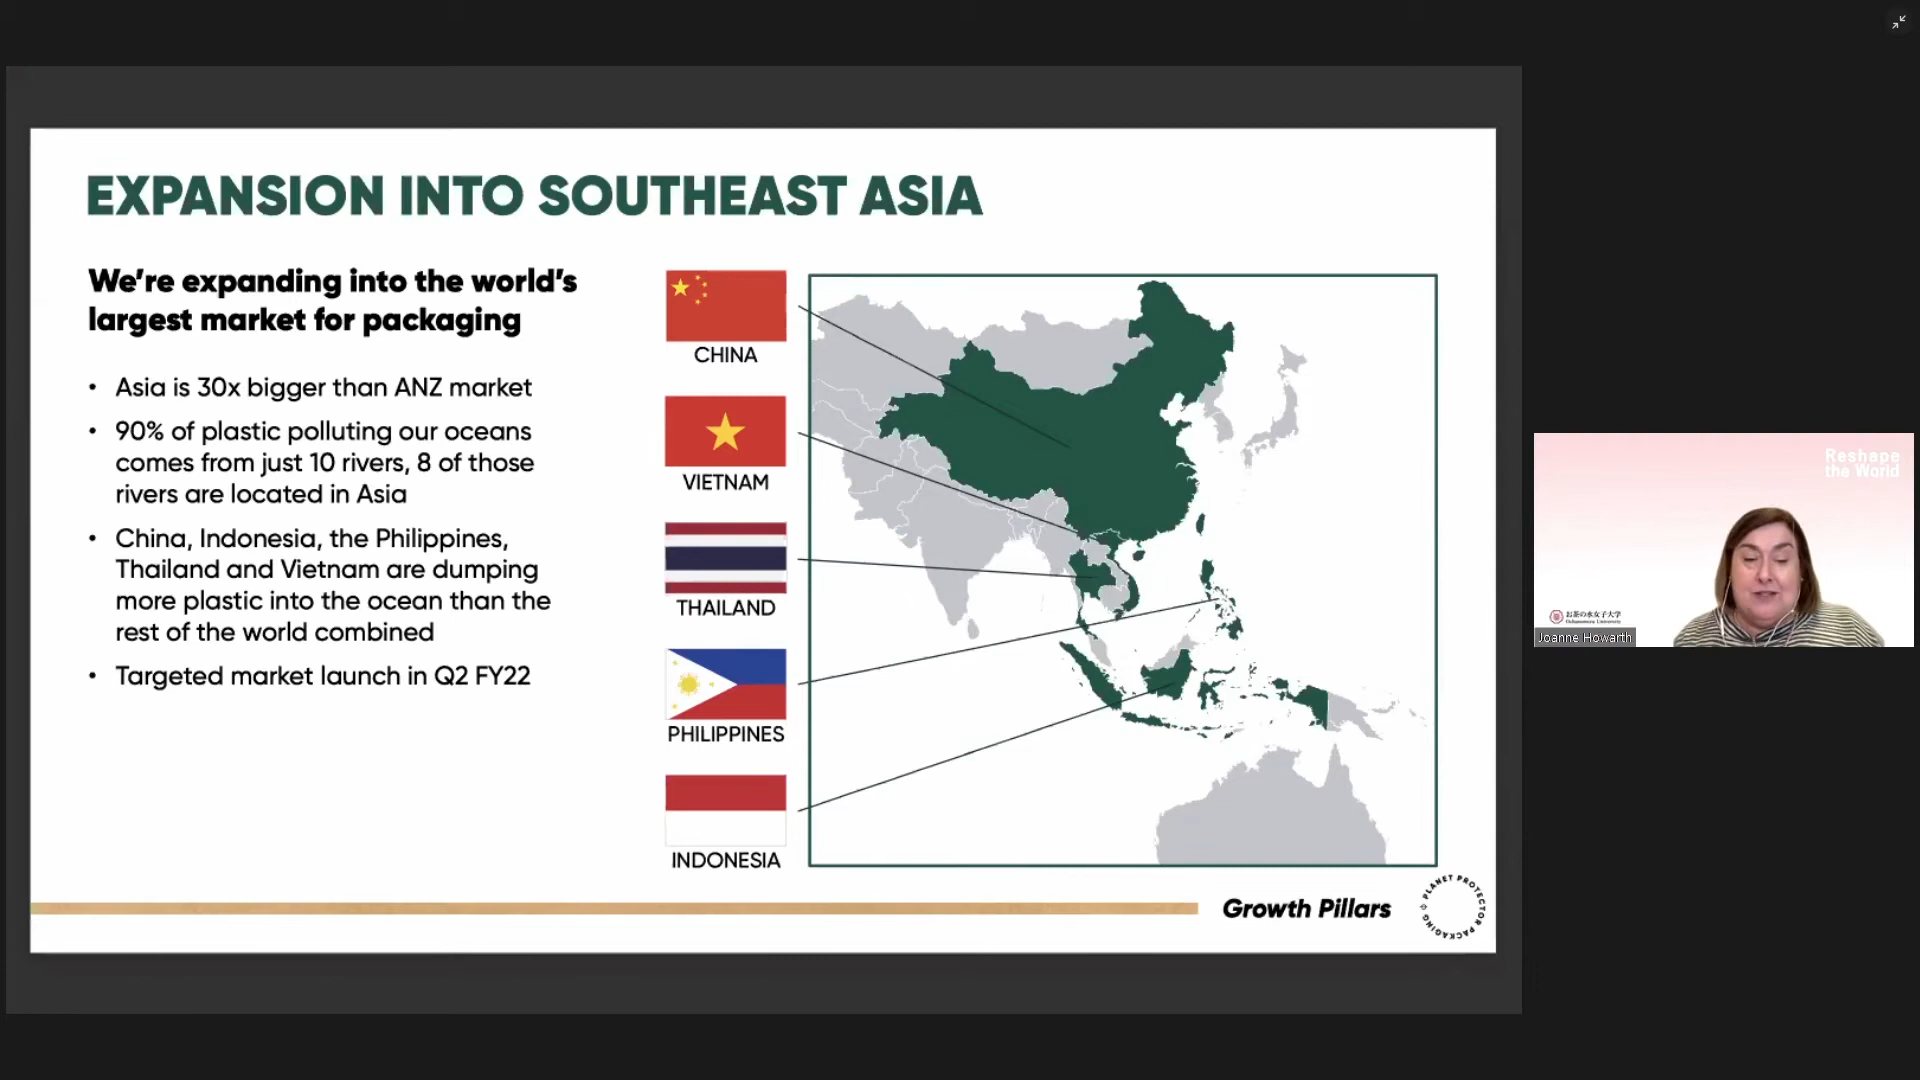 EXPANSION INTO SOUTHEAST ASIA
We're expanding into the world's
largest market for packaging
• Asia is 30x bigger than ANZ market
• 90% of plastic polluting our oceans
comes from just 10 rivers, 8 of those
rivers are located in Asia
• China, Indonesia, the Philippines,
Thailand and Vietnam are dumping
more plastic into the ocean than the
rest of the world combined
• Targeted market launch in Q2 FY22
CHINA
VIETNAM
THAILAND
PHILIPPINES
INDONESIA
Growth Pillars
PLANET PROTECTOR PACKAGING
Reshape
the World
お茶の水女子大学
Ochanomizu University
Joanne Howarth